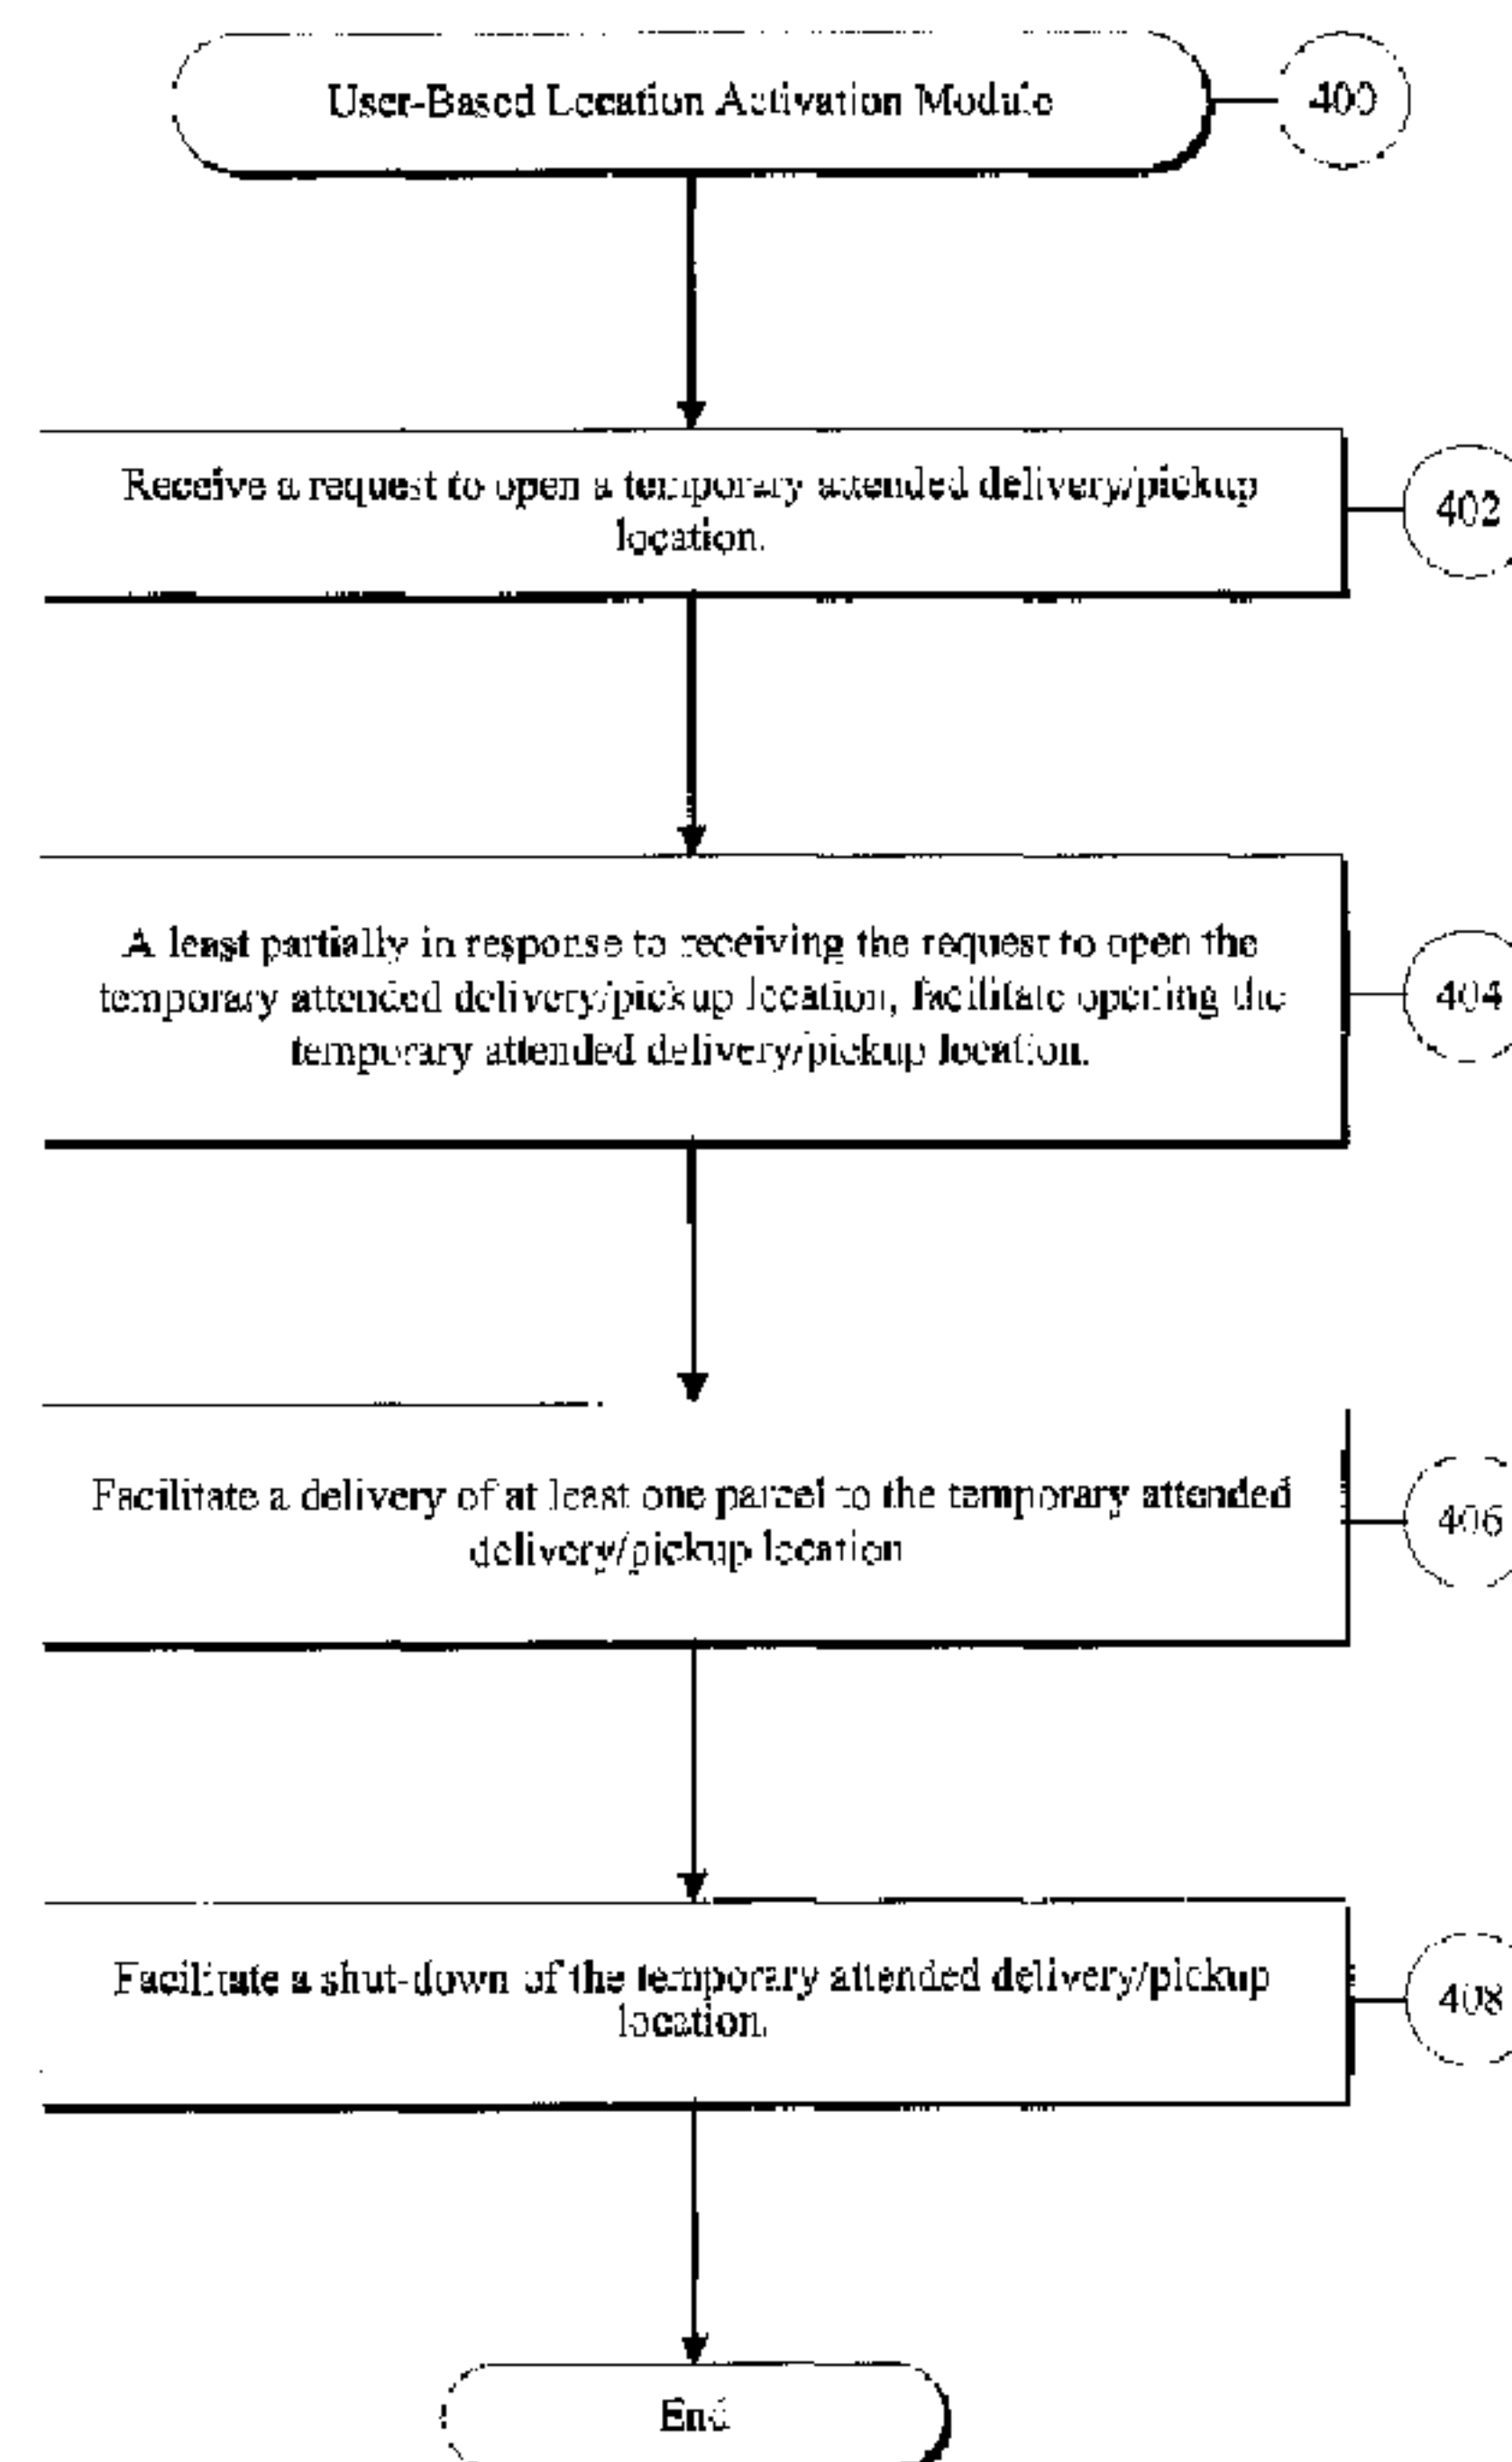 User-Based Location Activation Module
400
Receive a request to open a temporary attended delivery/pickup
location.
402
A least partially in response to receiving the request to open the
temporary attended delivery/pickup location, facilitate opening the
temporary attended delivery/pickup location.
404
Facilitate a delivery of at least one parcel to the temporary attended
delivery/pickup location
406
Facilitate a shut-down of the temporary attended delivery/pickup
location.
408
End